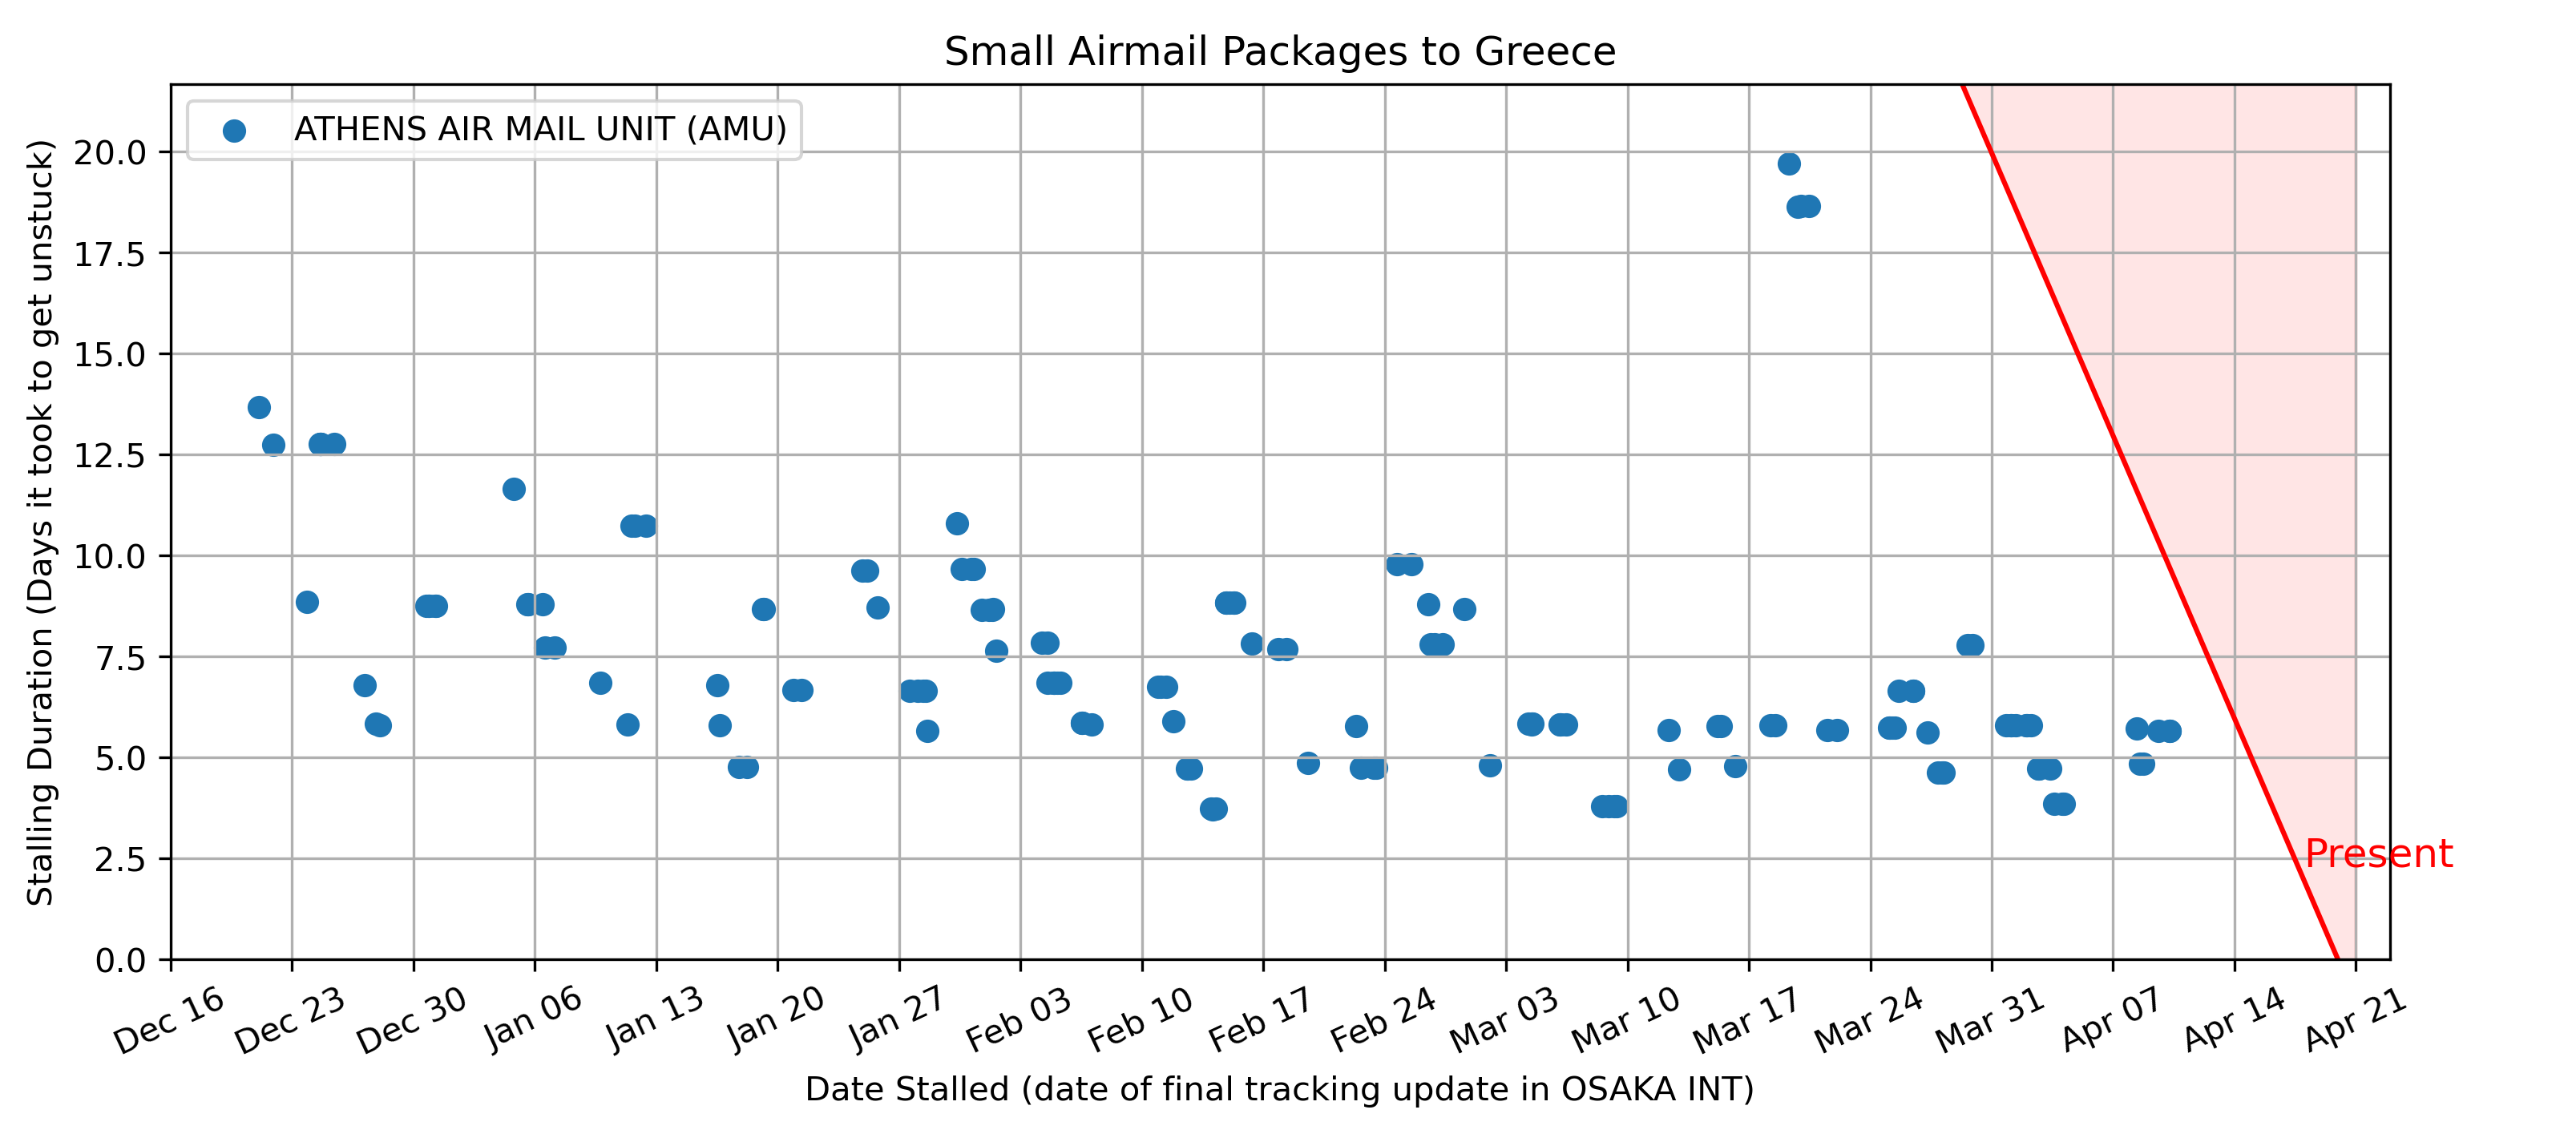 Small Airmail Packages to Greece
ATHENS AIR MAIL UNIT (AMU)
Stalling Duration (Days it took to get unstuck)
20.0
17.5
15.0
12.5
10.0
7.5
5.0
2.5
0.0
Present
Dec 16
Dec 23
Dec 30
Jan 06
Jan 13
Jan 20
Jan 27
Feb 03
Feb 10
Feb 17
Feb 24
Mar 03
Mar 10
Mar 17
Mar 24
Mar 31
Apr 07
Apr 14
Apr 21
Date Stalled (date of final tracking update in OSAKA INT)